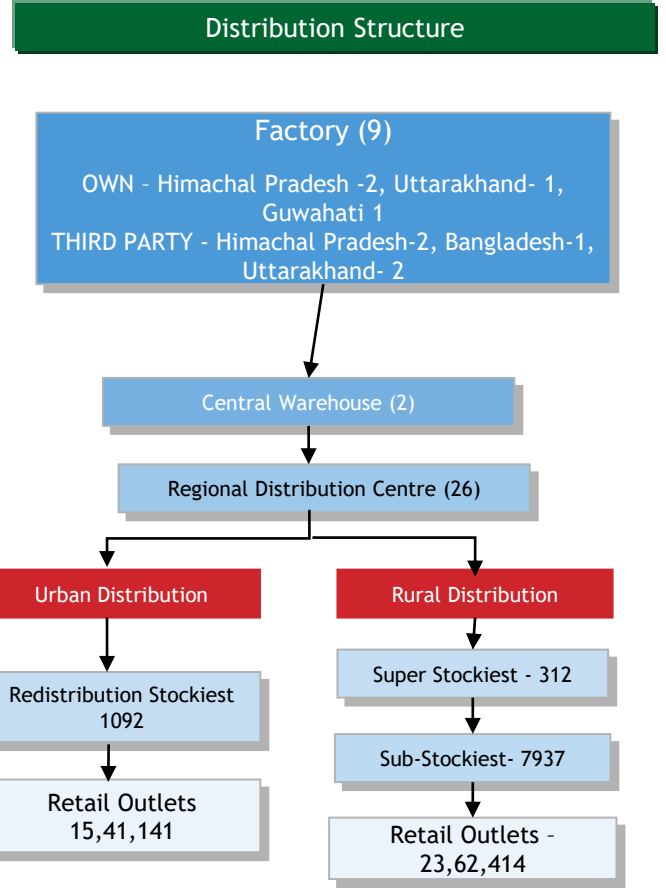 Distribution Structure
Factory (9)
OWN – Himachal Pradesh -2, Uttarakhand- 1,
Guwahati 1
THIRD PARTY - Himachal Pradesh-2, Bangladesh-1,
Uttarakhand- 2
Central Warehouse (2)
Regional Distribution Centre (26)
Urban Distribution
Redistribution Stockiest
1092
Retail Outlets
15,41,141
Rural Distribution
Super Stockiest - 312
Sub-Stockiest- 7937
Retail Outlets –
23,62,414